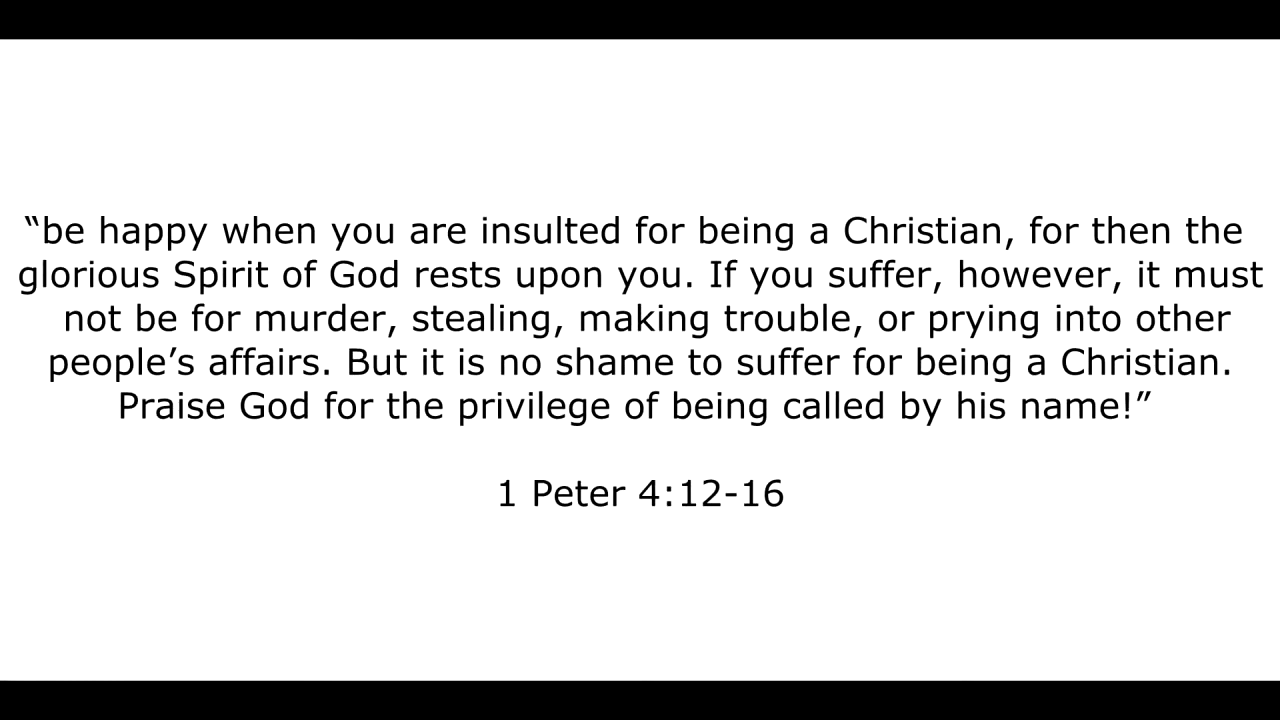 “be happy when you are insulted for being a Christian, for then the
glorious Spirit of God rests upon you. If you suffer, however, it must
not be for murder, stealing, making trouble, or prying into other
people’s affairs. But it is no shame to suffer for being a Christian.
Praise God for the privilege of being called by his name!”
1 Peter 4:12-16